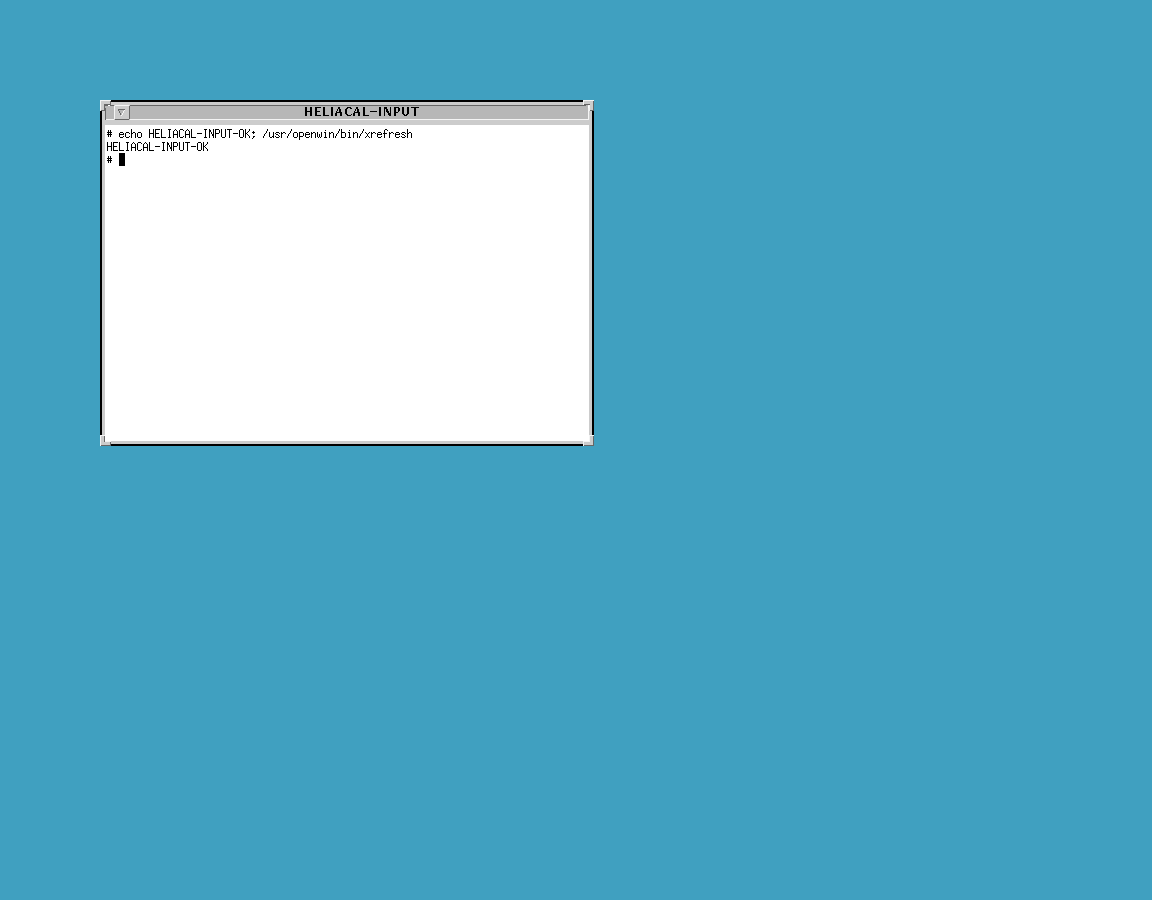 HELIACAL-INPUT
# echo HELIACAL-INPUT-OK; /usr/openwin/bin/xrefresh
HELIACAL-INPUT-OK
#